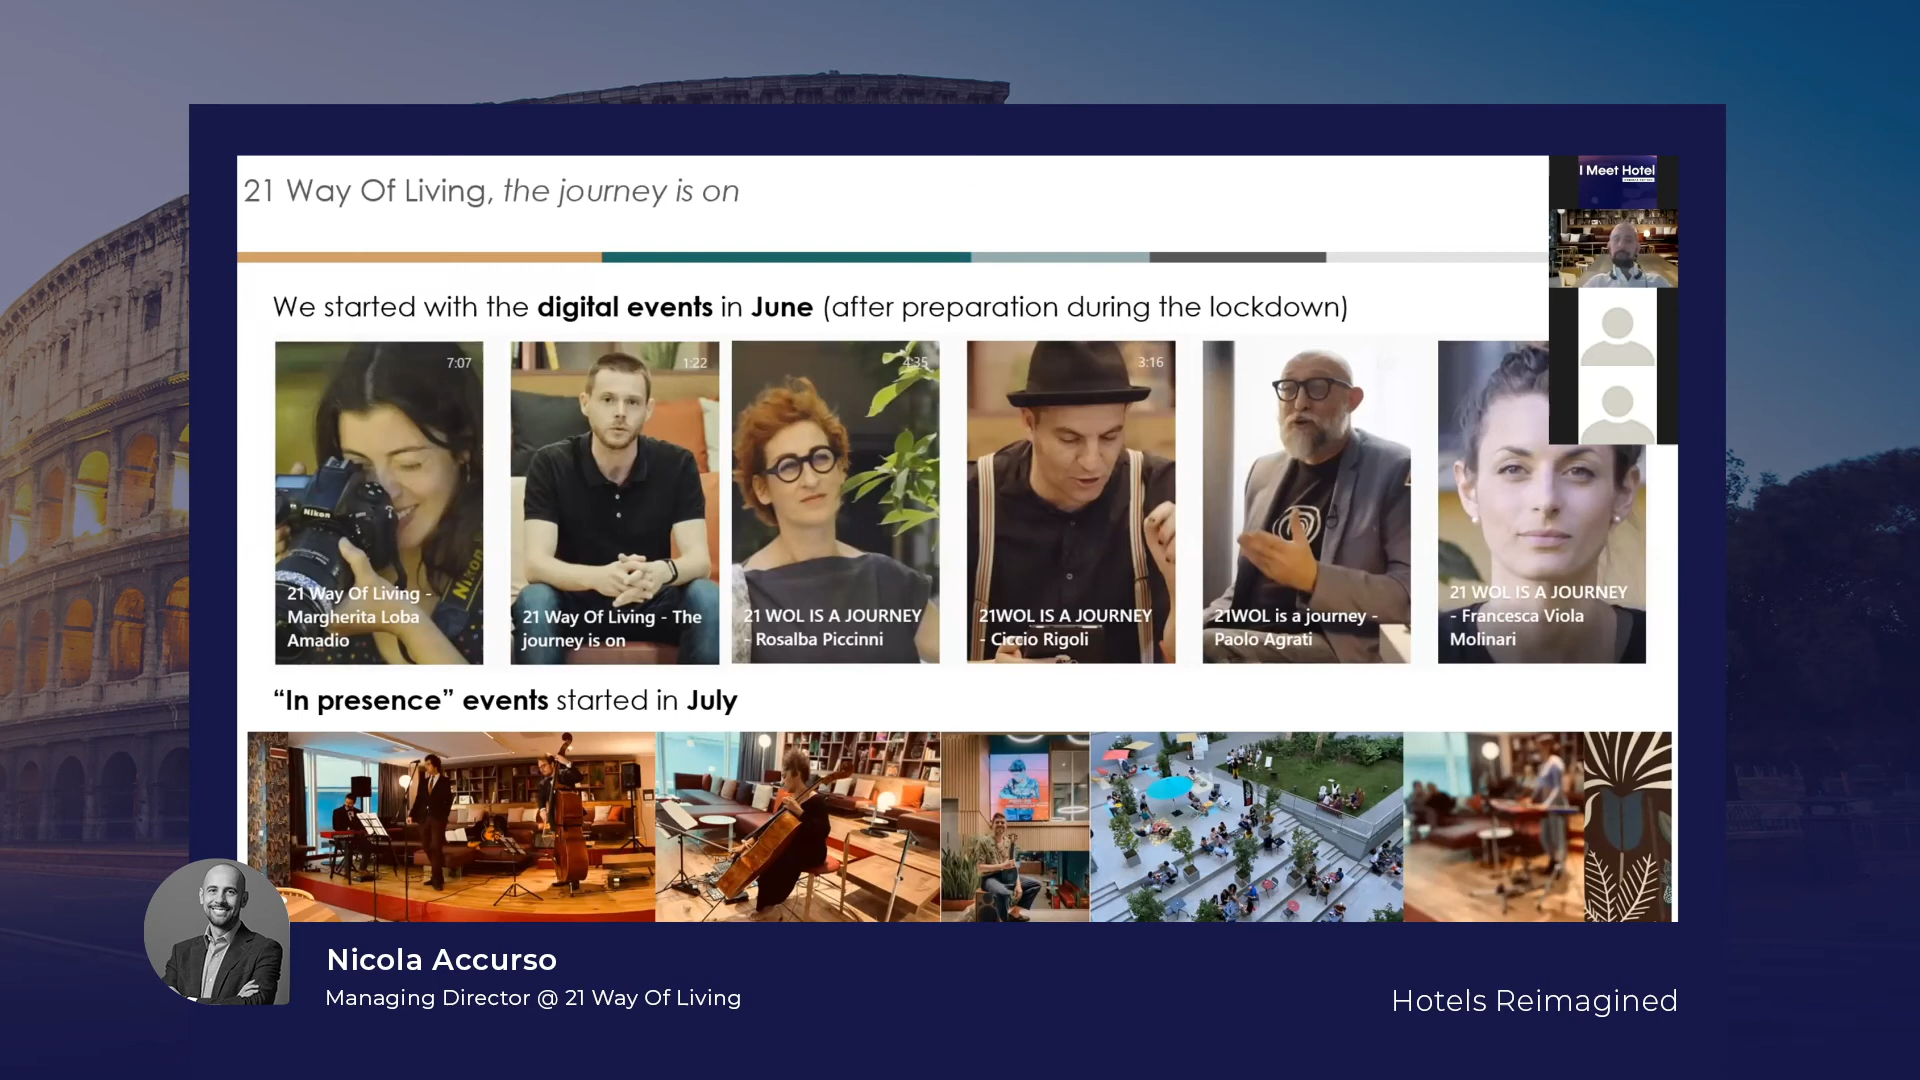 21 Way Of Living, the journey is on
I Meet Hotel
We started with the digital events in June (after preparation during the lockdown)
7:07
1:22
4:35
3:16
Nikon
Nikon
21 Way Of Living -
Margherita Loba
Amadio
21 Way Of Living - The
journey is on
21 WOL IS A JOURNEY
- Rosalba Piccinni
21WOL IS A JOURNEY
- Ciccio Rigoli
21WOL is a journey -
Paolo Agrati
21 WOL IS A JOURNEY
- Francesca Viola
Molinari
“In presence” events started in July
Nicola Accurso
Managing Director @ 21 Way Of Living
Hotels Reimagined